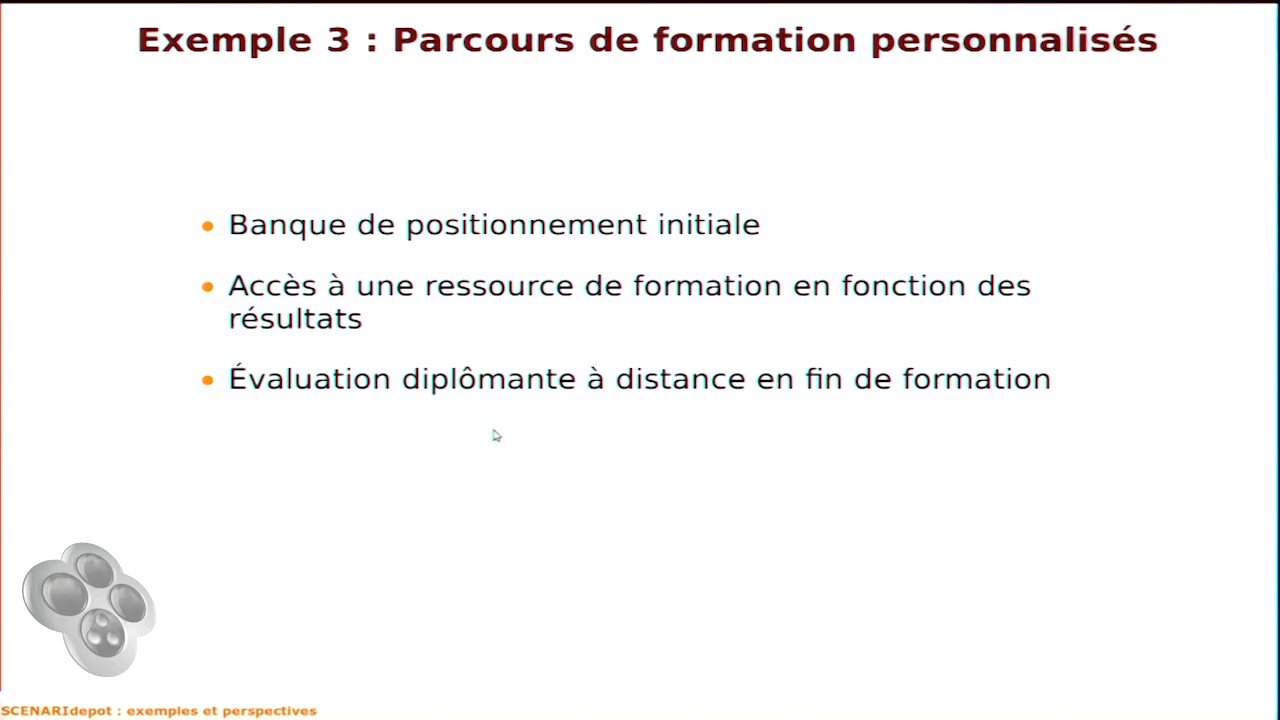 Exemple 3 : Parcours de formation personnalisés
• Banque de positionnement initiale
• Accès à une ressource de formation en fonction des
résultats
• Évaluation diplômante à distance en fin de formation
SCENARIdepot : exemples et perspectives